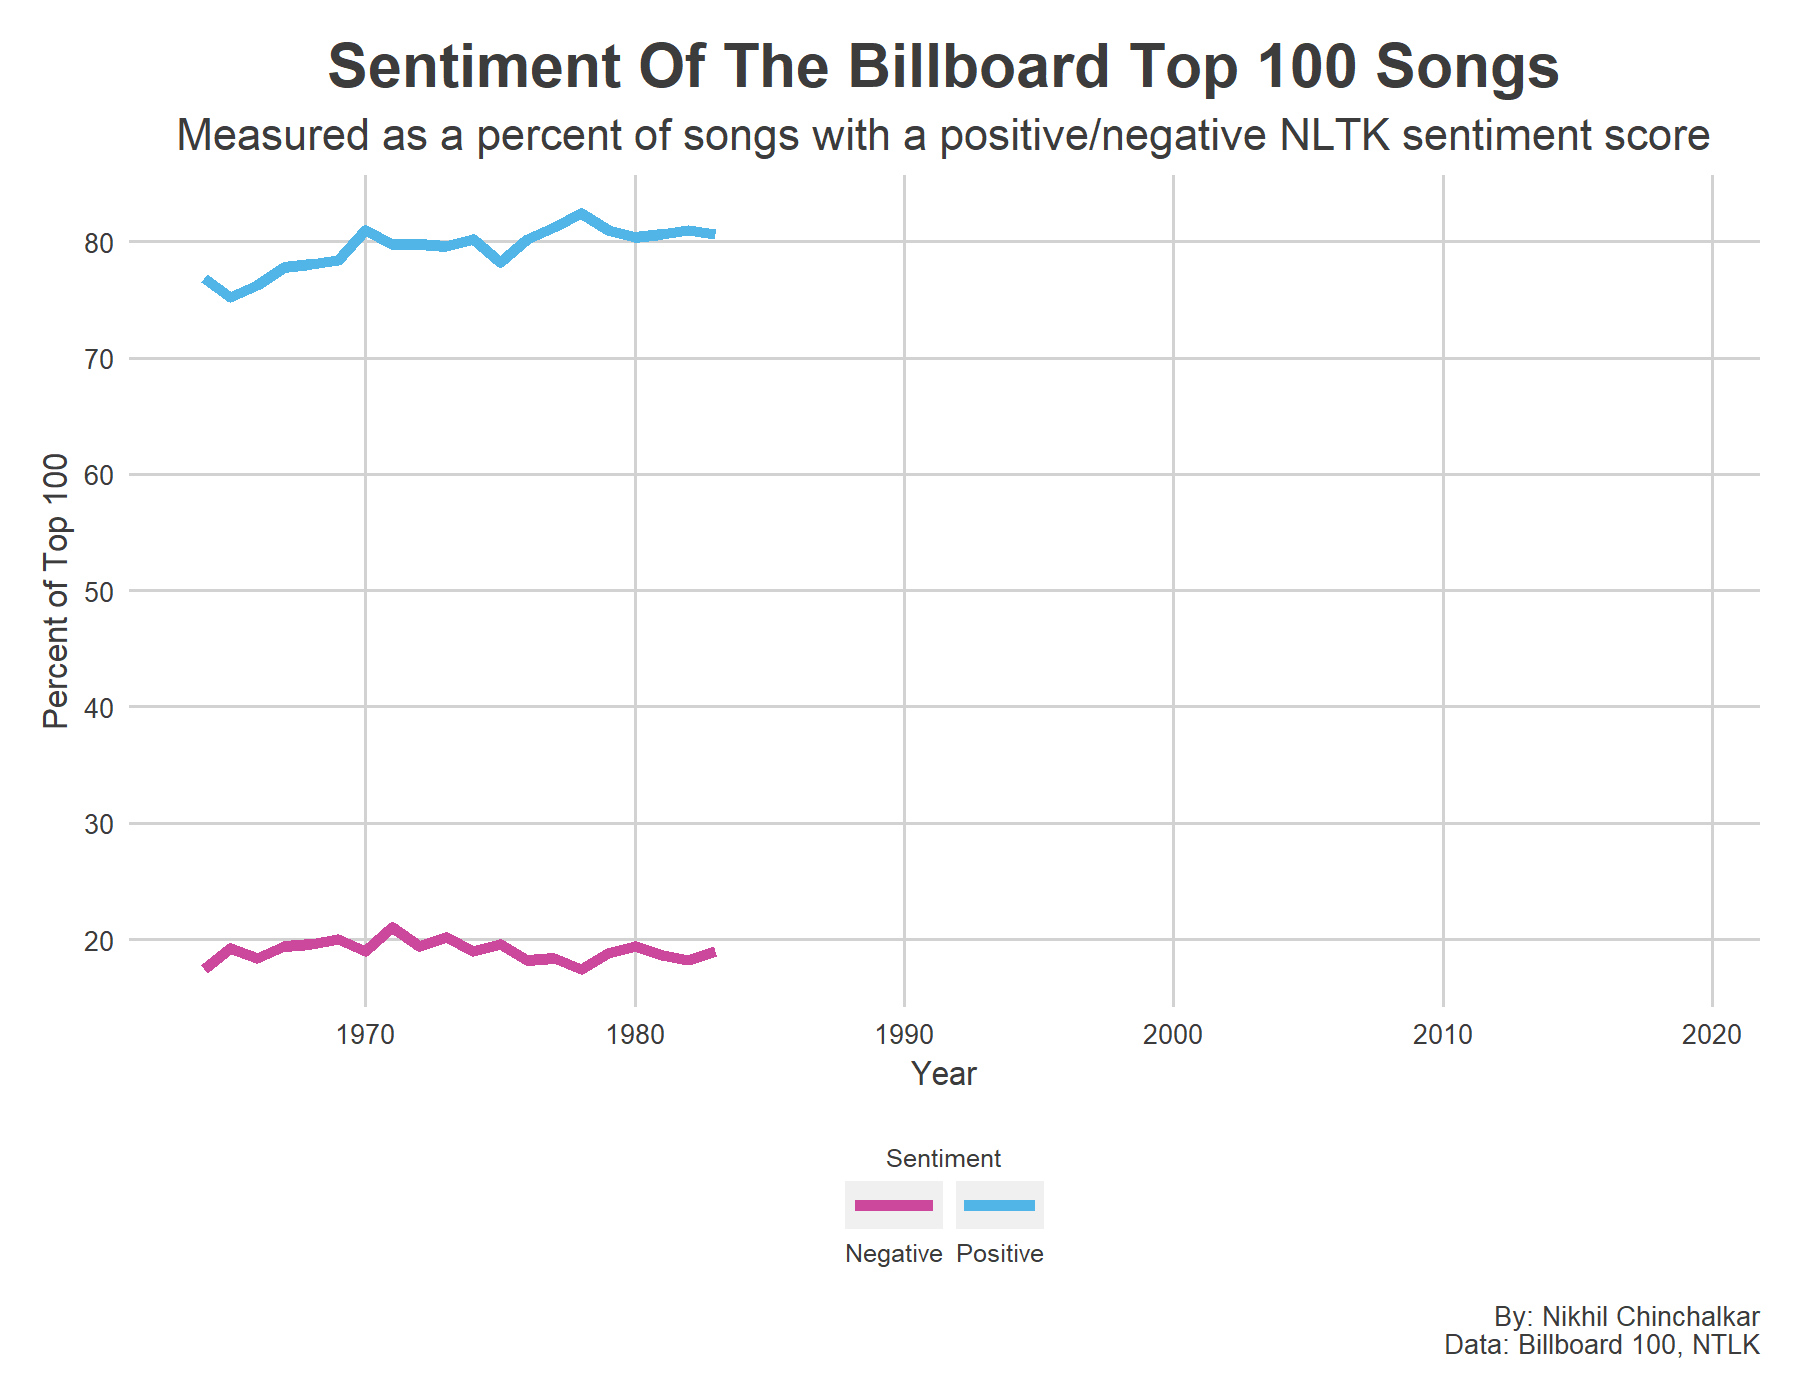 Sentiment Of The Billboard Top 100 Songs
Measured as a percent of songs with a positive/negative NLTK sentiment score
80
70
60
50
40
30
20
Percent of Top 100
1970 1980 1990 2000 2010 2020
Year
Sentiment
Negative Positive
By: Nikhil Chinchalkar
Data: Billboard 100, NTLK